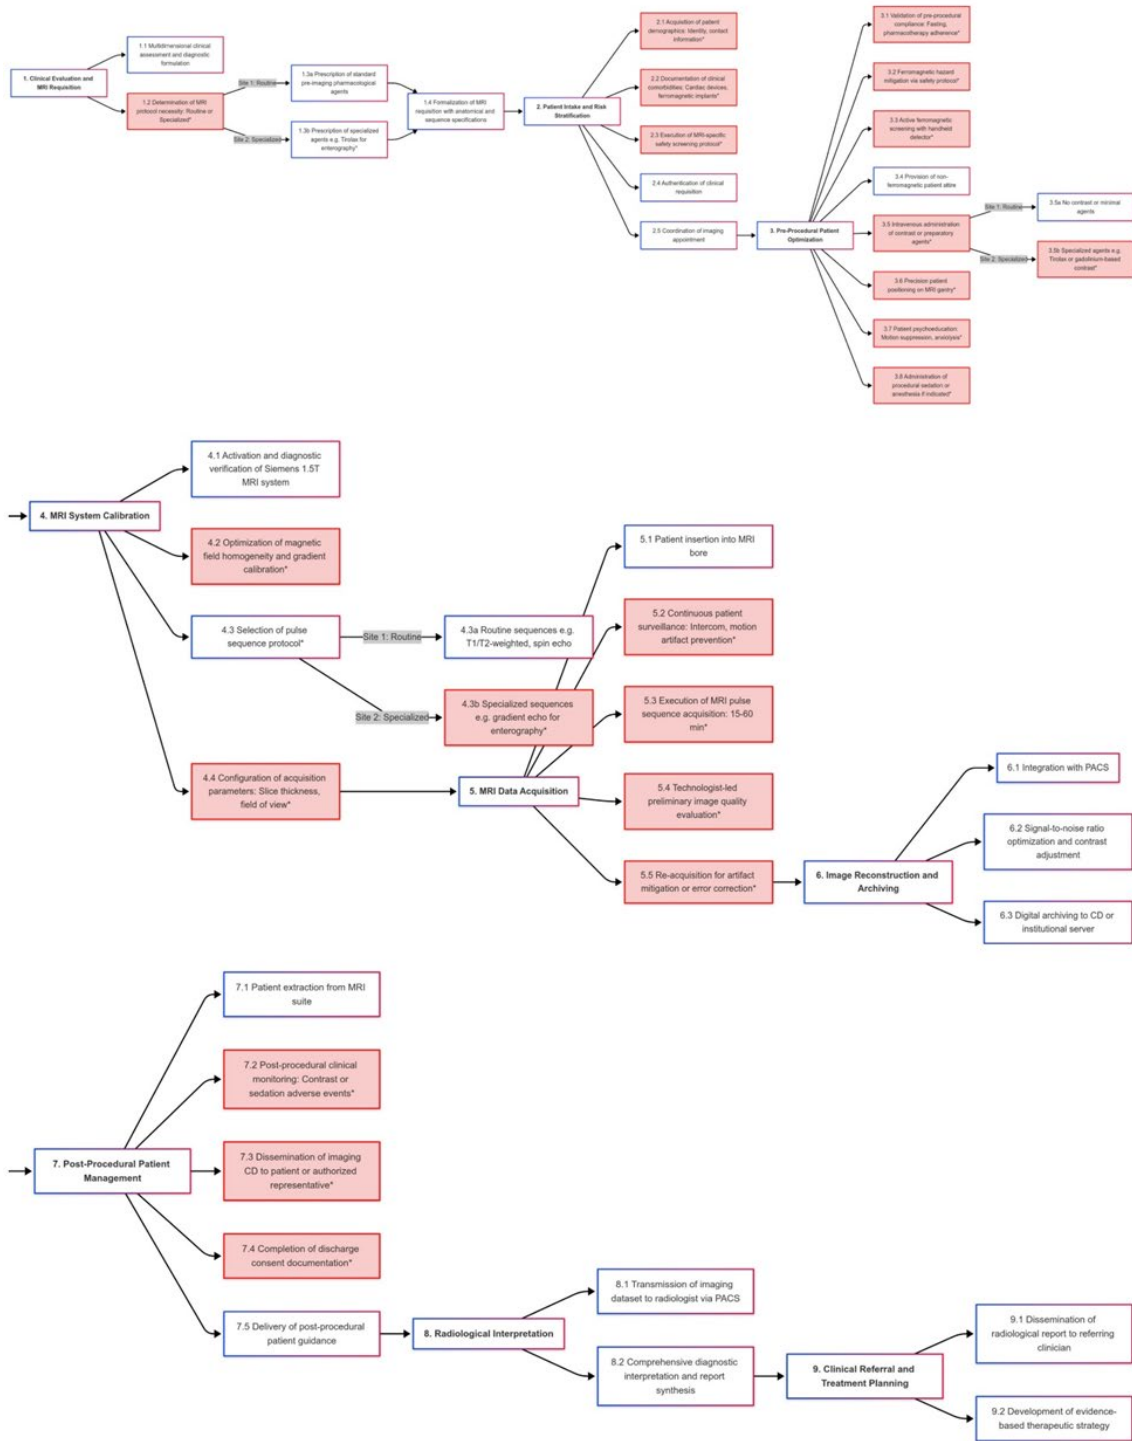 1. Clinical Evaluation and
MRI Requisition
1.1 Multidimensional clinical
assessment and diagnostic
formulation
1.2 Determination of MRI
protocol necessity: Routine or
Specialized*
Site 1: Routine
Site 2: Specialized
1.3a Prescription of standard
pre-imaging pharmacological
agents
1.3b Prescription of specialized
agents e.g. Tirolax for
enterography*
1.4 Formalization of MRI
requisition with anatomical and
sequence specifications
2. Patient Intake and Risk
Stratification
2.1 Acquisition of patient
demographics: Identity, contact
information*
2.2 Documentation of clinical
comorbidities: Cardiac devices,
ferromagnetic implants*
2.3 Execution of MRI-specific
safety screening protocol*
2.4 Authentication of clinical
requisition
2.5 Coordination of imaging
appointment
3. Pre-Procedural Patient
Optimization
3.1 Validation of pre-procedural
compliance: Fasting,
pharmacotherapy adherence*
3.2 Ferromagnetic hazard
mitigation via safety protocol*
3.3 Active ferromagnetic
screening with handheld
detector*
3.4 Provision of non-
ferromagnetic patient attire
3.5 Intravenous administration
of contrast or preparatory
agents*
Site 1: Routine
Site 2: Specialized
3.5a No contrast or minimal
agents
3.5b Specialized agents e.g.
Tirolax or gadolinium-based
contrast*
3.6 Precision patient
positioning on MRI gantry*
3.7 Patient psychoeducation:
Motion suppression, anxiolysis*
3.8 Administration of
procedural sedation or
anesthesia if indicated*
4. MRI System Calibration
4.1 Activation and diagnostic
verification of Siemens 1.5T
MRI system
4.2 Optimization of magnetic
field homogeneity and gradient
calibration*
4.3 Selection of pulse
sequence protocol*
Site 1: Routine
Site 2: Specialized
4.3a Routine sequences e.g.
T1/T2-weighted, spin echo
4.3b Specialized sequences
e.g. gradient echo for
enterography*
4.4 Configuration of acquisition
parameters: Slice thickness,
field of view*
5. MRI Data Acquisition
5.1 Patient insertion into MRI
bore
5.2 Continuous patient
surveillance: Intercom, motion
artifact prevention*
5.3 Execution of MRI pulse
sequence acquisition: 15-60
min*
5.4 Technologist-led
preliminary image quality
evaluation*
5.5 Re-acquisition for artifact
mitigation or error correction*
6. Image Reconstruction and
Archiving
6.1 Integration with PACS
6.2 Signal-to-noise ratio
optimization and contrast
adjustment
6.3 Digital archiving to CD or
institutional server
7. Post-Procedural Patient
Management
7.1 Patient extraction from MRI
suite
7.2 Post-procedural clinical
monitoring: Contrast or
sedation adverse events*
7.3 Dissemination of imaging
CD to patient or authorized
representative*
7.4 Completion of discharge
consent documentation*
7.5 Delivery of post-procedural
patient guidance
8. Radiological Interpretation
8.1 Transmission of imaging
dataset to radiologist via PACS
8.2 Comprehensive diagnostic
interpretation and report
synthesis
9. Clinical Referral and
Treatment Planning
9.1 Dissemination of
radiological report to referring
clinician
9.2 Development of evidence-
based therapeutic strategy